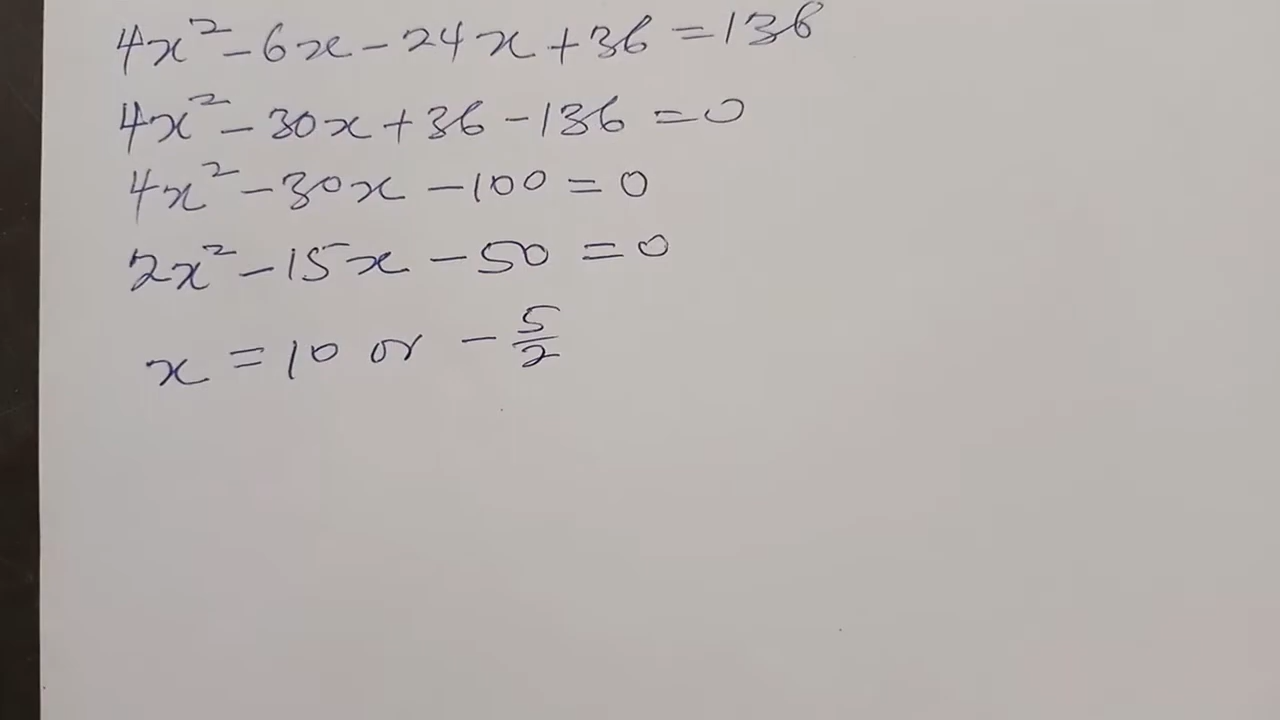 4x² - 6x - 24x + 36 = 136
4x² - 30x + 36 - 136 = 0
4x² - 30x - 100 = 0
2x² - 15x - 50 = 0
x = 10 or - 5/2